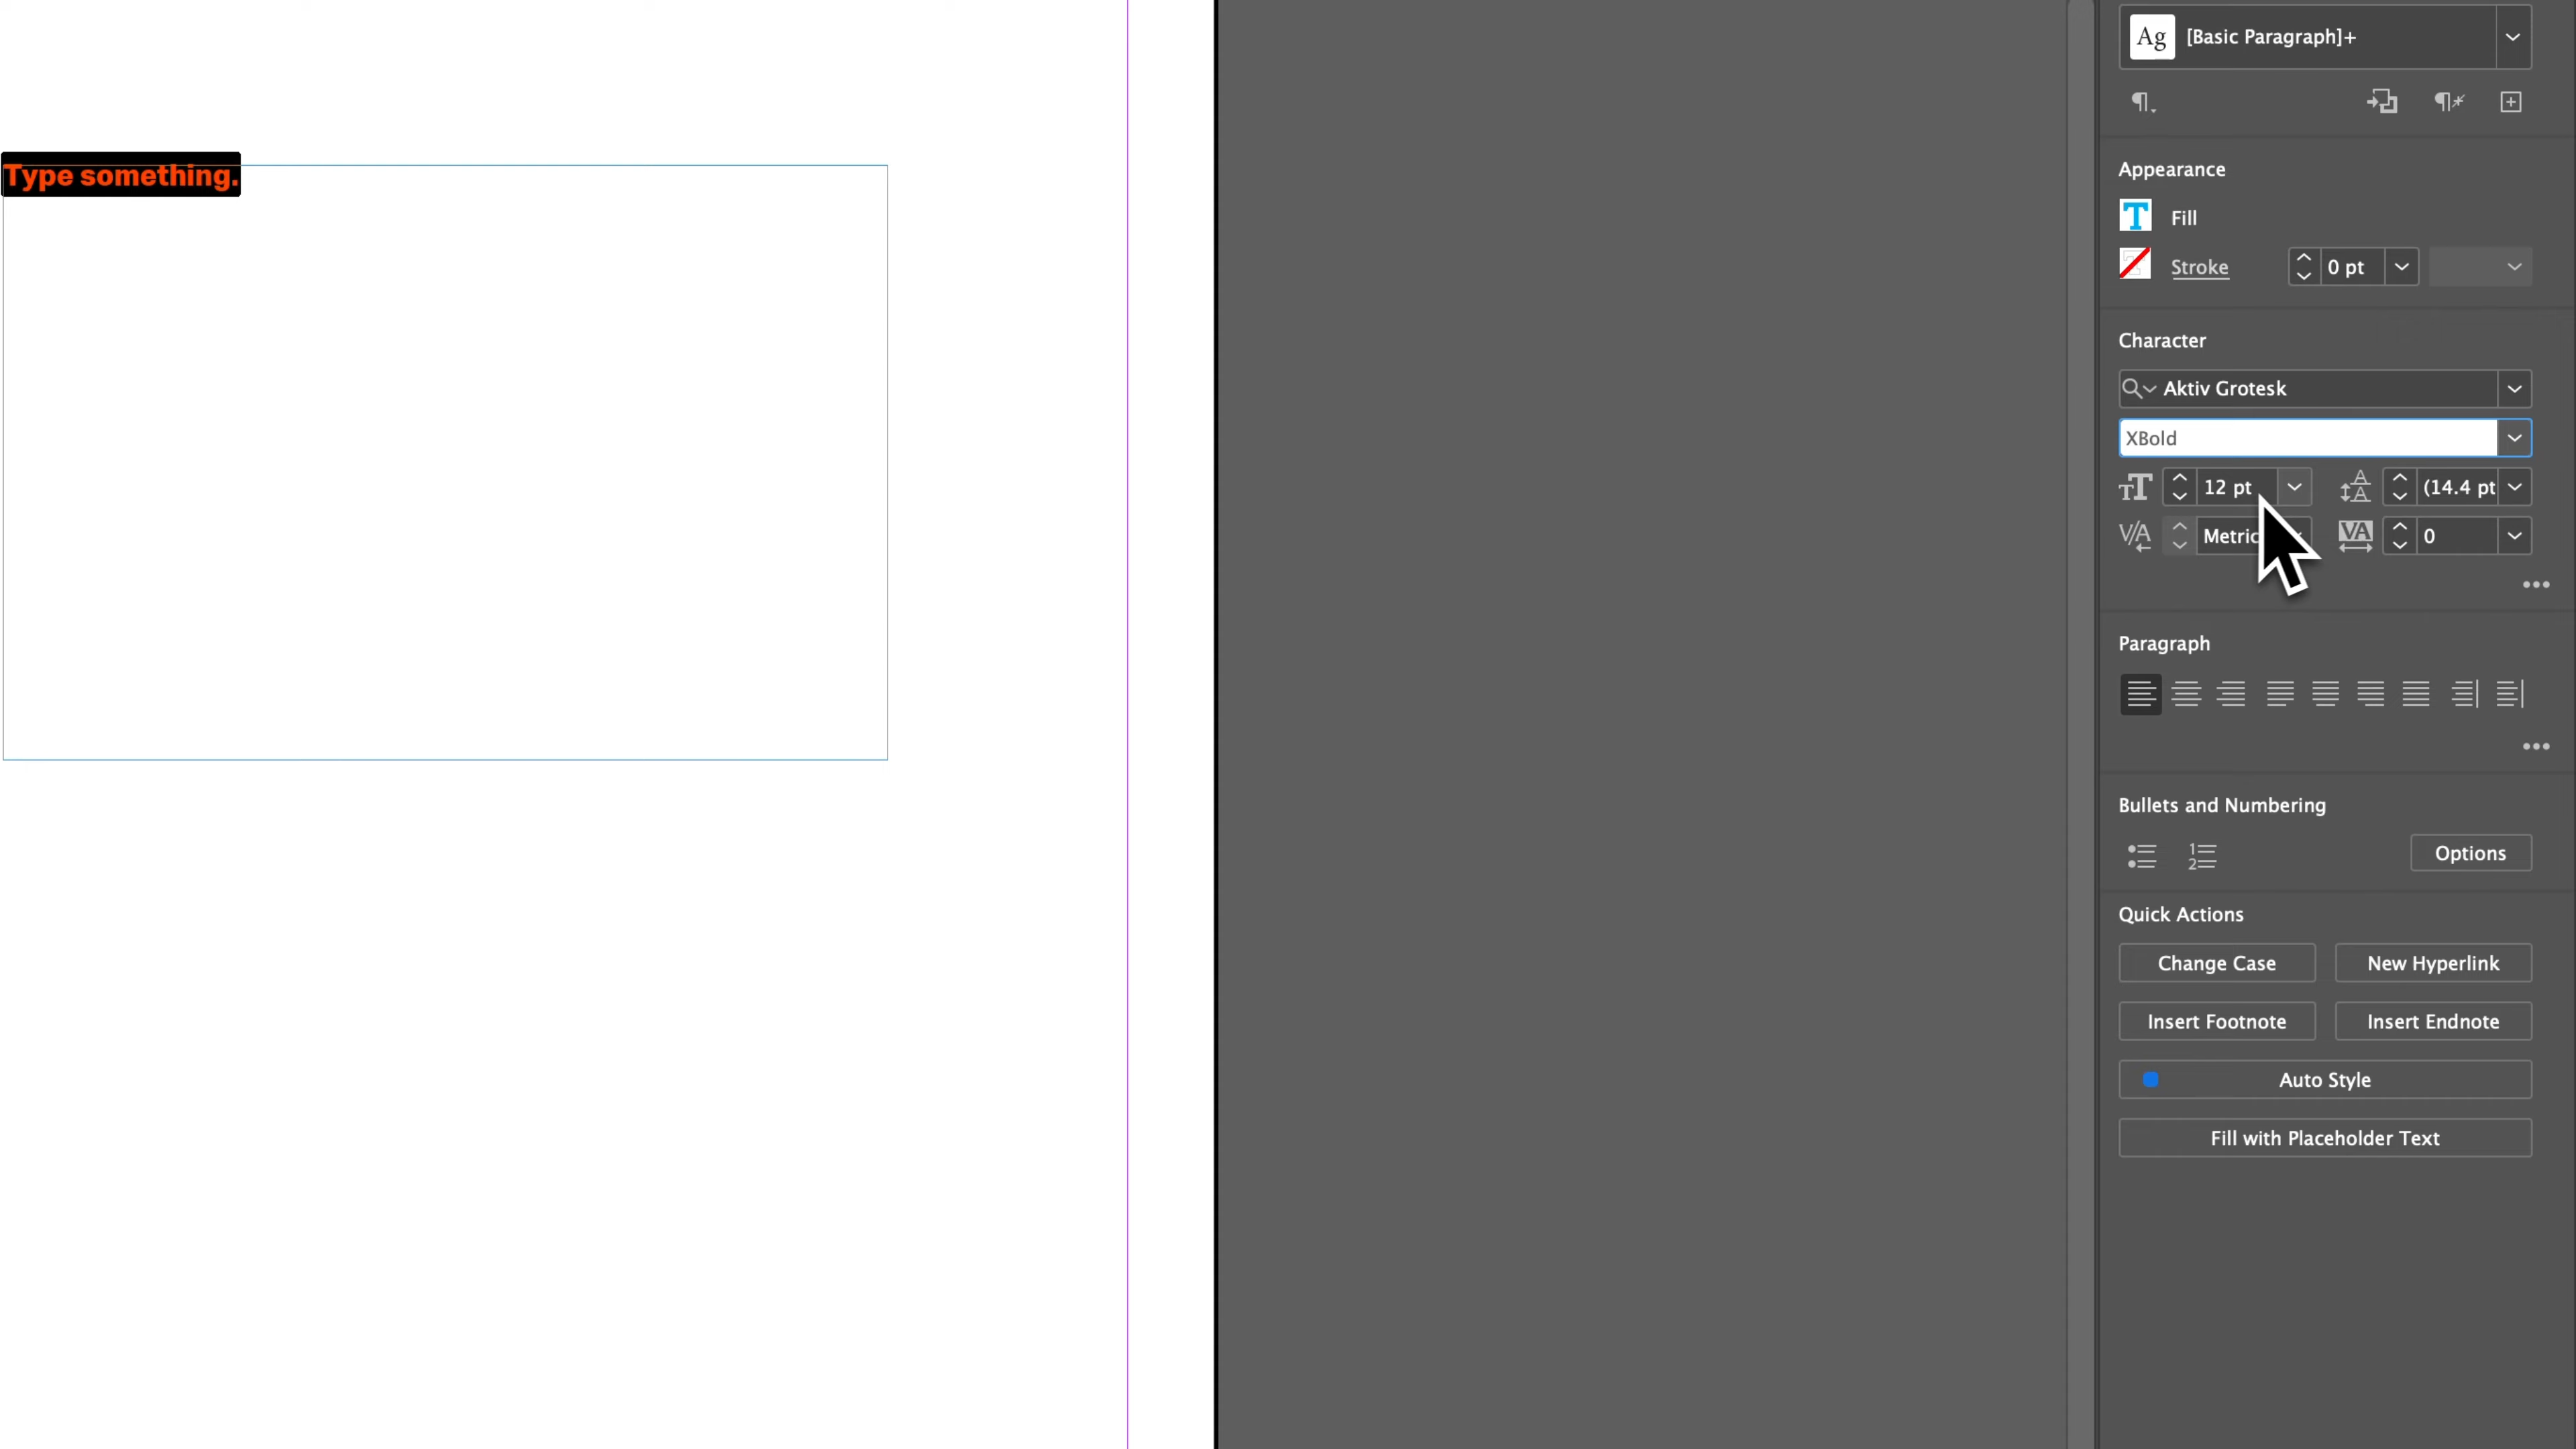 Type something.
Ag [Basic Paragraph]+
Appearance
Fill
Stroke 0 pt
Character
Aktiv Grotesk
XBold
12 pt (14.4 pt
Metric 0
Paragraph
Bullets and Numbering
Options
Quick Actions
Change Case New Hyperlink
Insert Footnote Insert Endnote
Auto Style
Fill with Placeholder Text